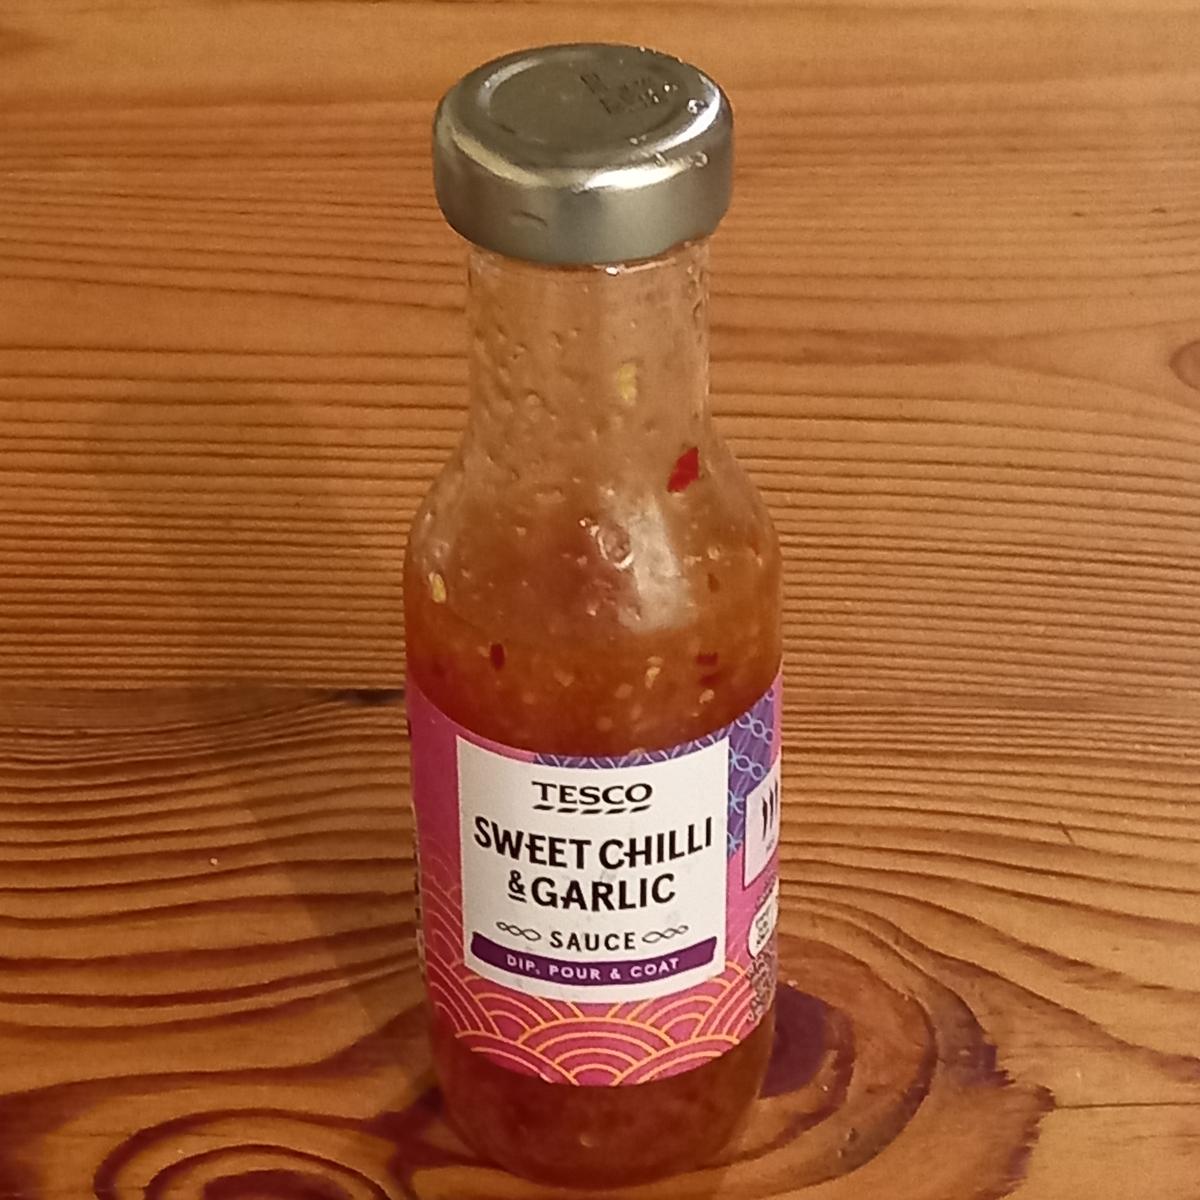 TESCO
SWEET CHILLI
& GARLIC
SAUCE
DIP, POUR & COAT